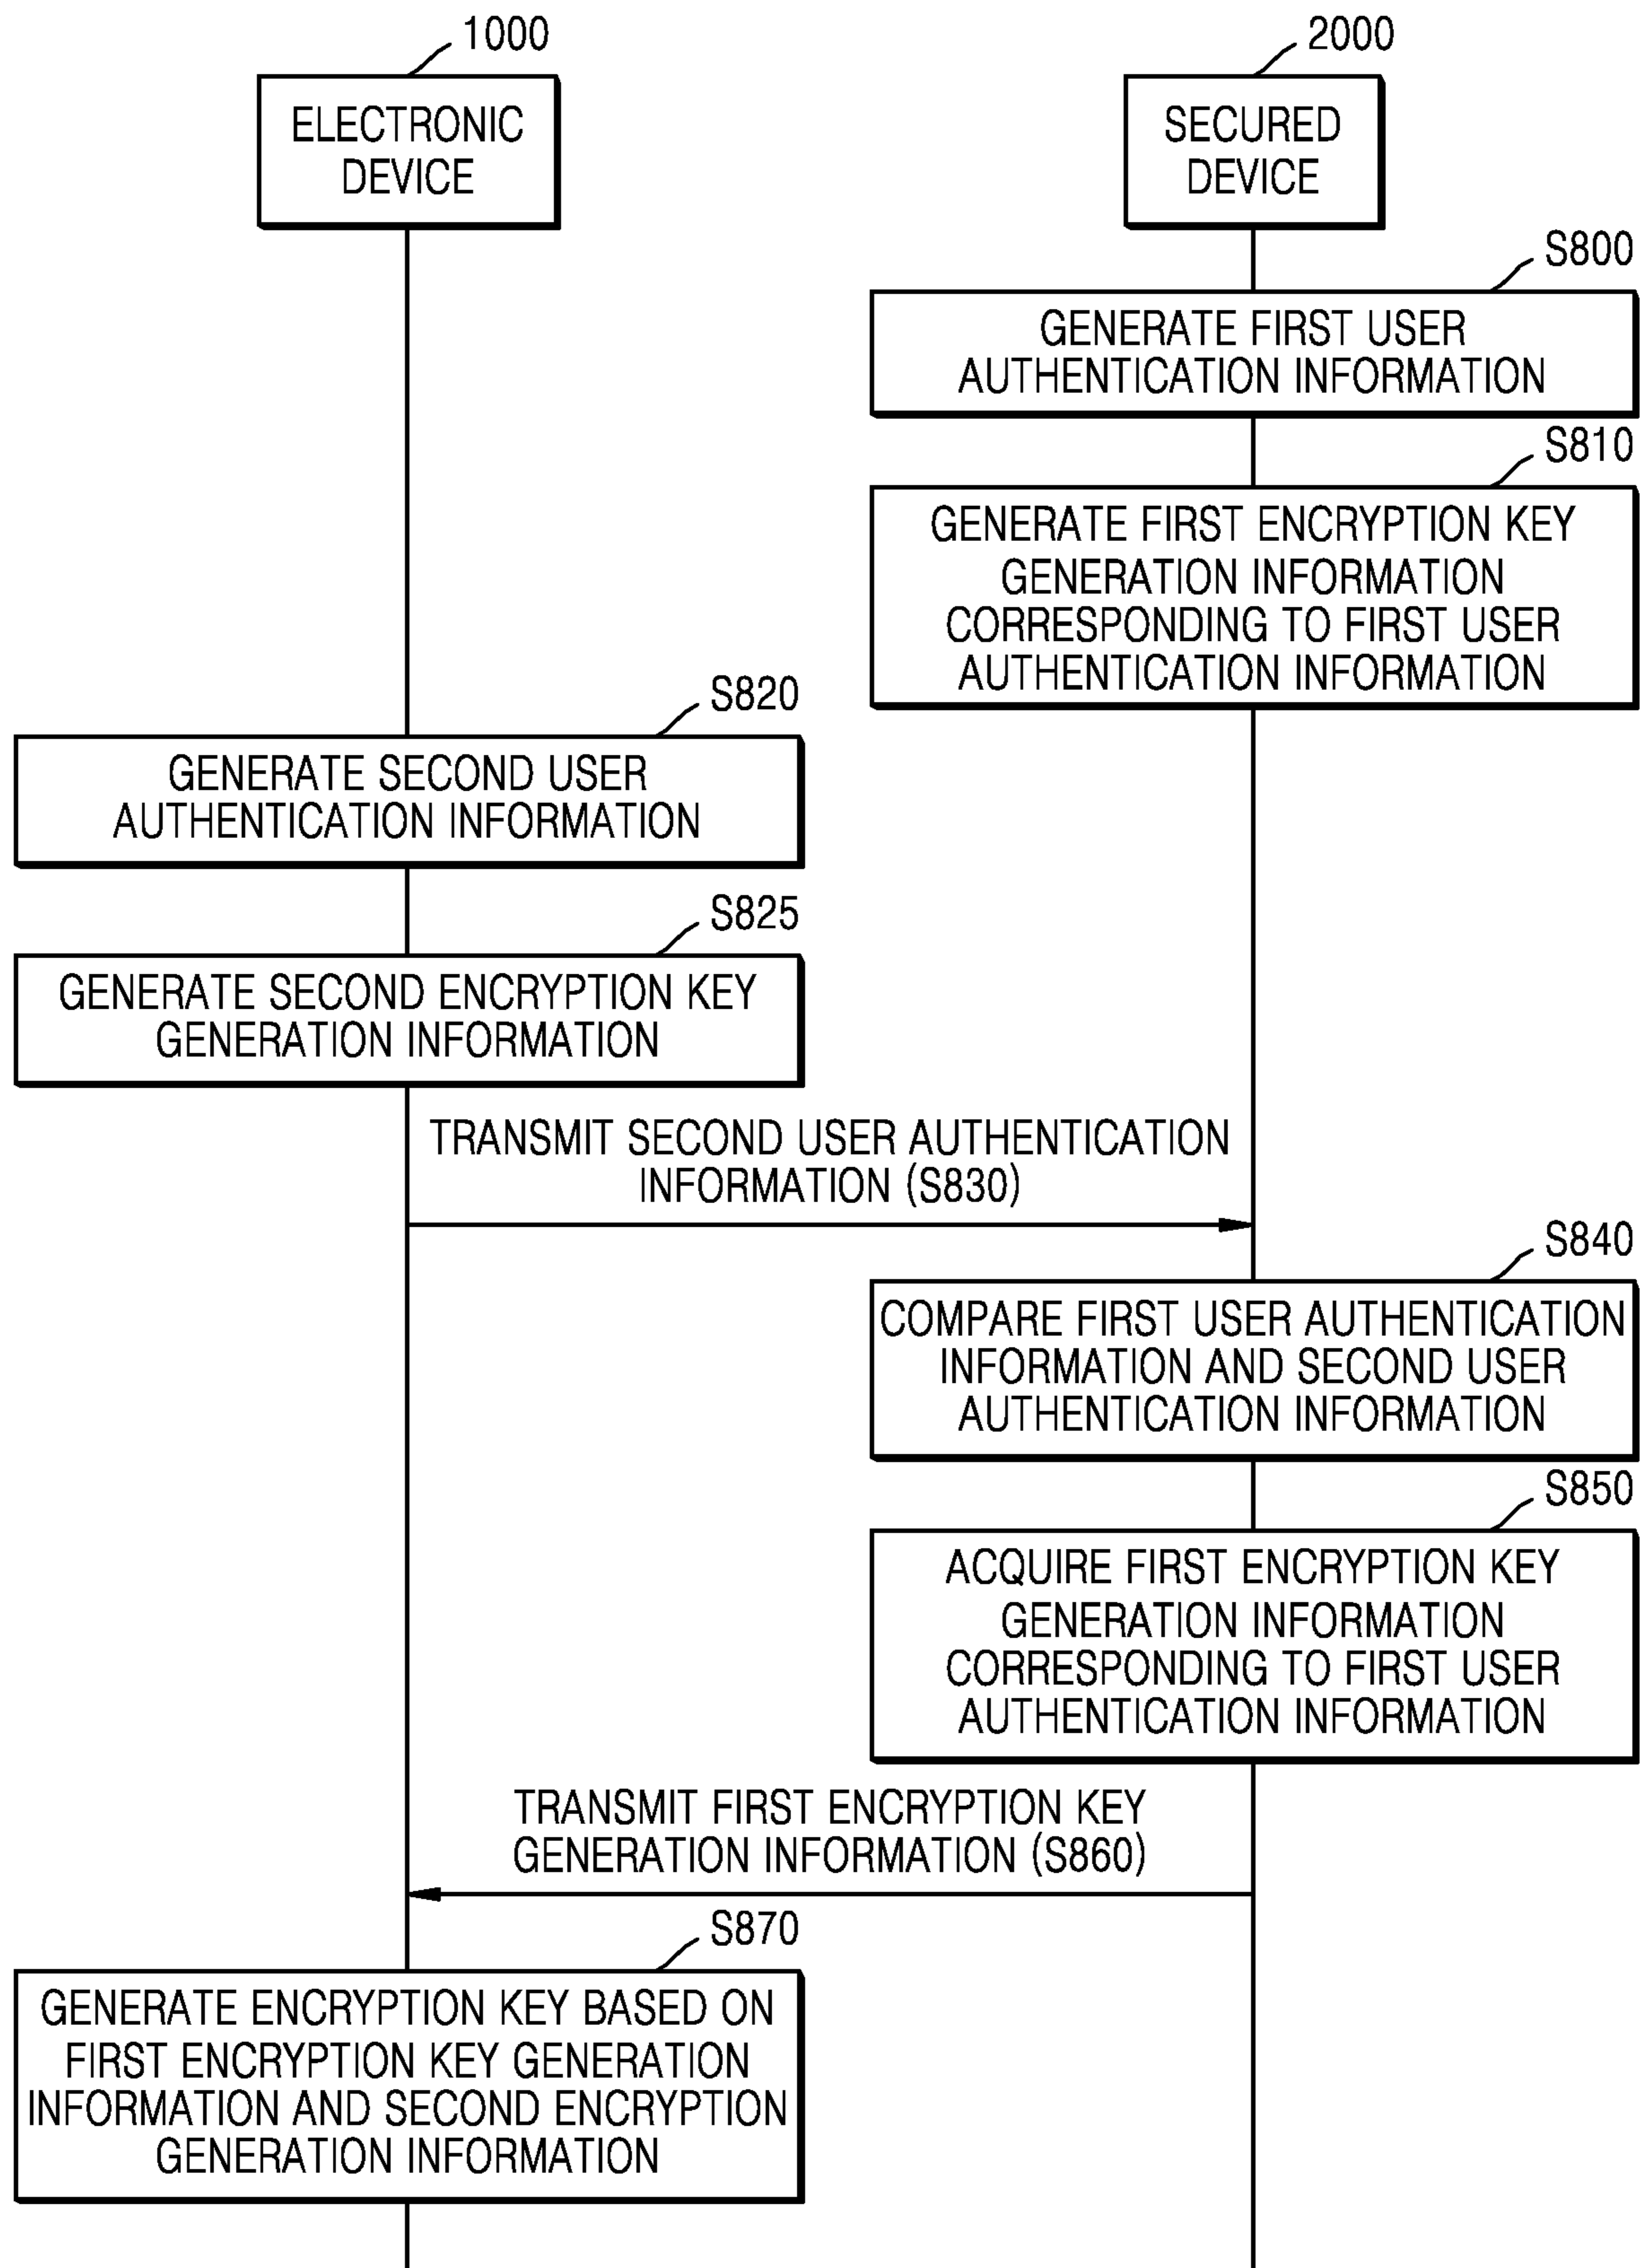 1000
ELECTRONIC
DEVICE
2000
SECURED
DEVICE
S800
GENERATE FIRST USER
AUTHENTICATION INFORMATION
S810
GENERATE FIRST ENCRYPTION KEY
GENERATION INFORMATION
CORRESPONDING TO FIRST USER
AUTHENTICATION INFORMATION
S820
GENERATE SECOND USER
AUTHENTICATION INFORMATION
S825
GENERATE SECOND ENCRYPTION KEY
GENERATION INFORMATION
TRANSMIT SECOND USER AUTHENTICATION
INFORMATION (S830)
S840
COMPARE FIRST USER AUTHENTICATION
INFORMATION AND SECOND USER
AUTHENTICATION INFORMATION
S850
ACQUIRE FIRST ENCRYPTION KEY
GENERATION INFORMATION
CORRESPONDING TO FIRST USER
AUTHENTICATION INFORMATION
TRANSMIT FIRST ENCRYPTION KEY
GENERATION INFORMATION (S860)
S870
GENERATE ENCRYPTION KEY BASED ON
FIRST ENCRYPTION KEY GENERATION
INFORMATION AND SECOND ENCRYPTION
GENERATION INFORMATION